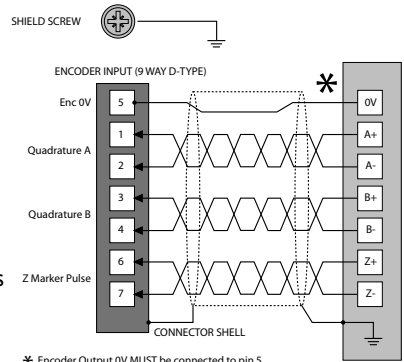 SHIELD SCREW
ENCODER INPUT (9 WAY D-TYPE)
*
Enc 0V 5 0V
1 A+
Quadrature A
2 A-
3 B+
Quadrature B
4 B-
6 Z+
S Z Marker Pulse
7 Z-
CONNECTOR SHELL
* Encoder Output 0V MUST be connected to pin 5